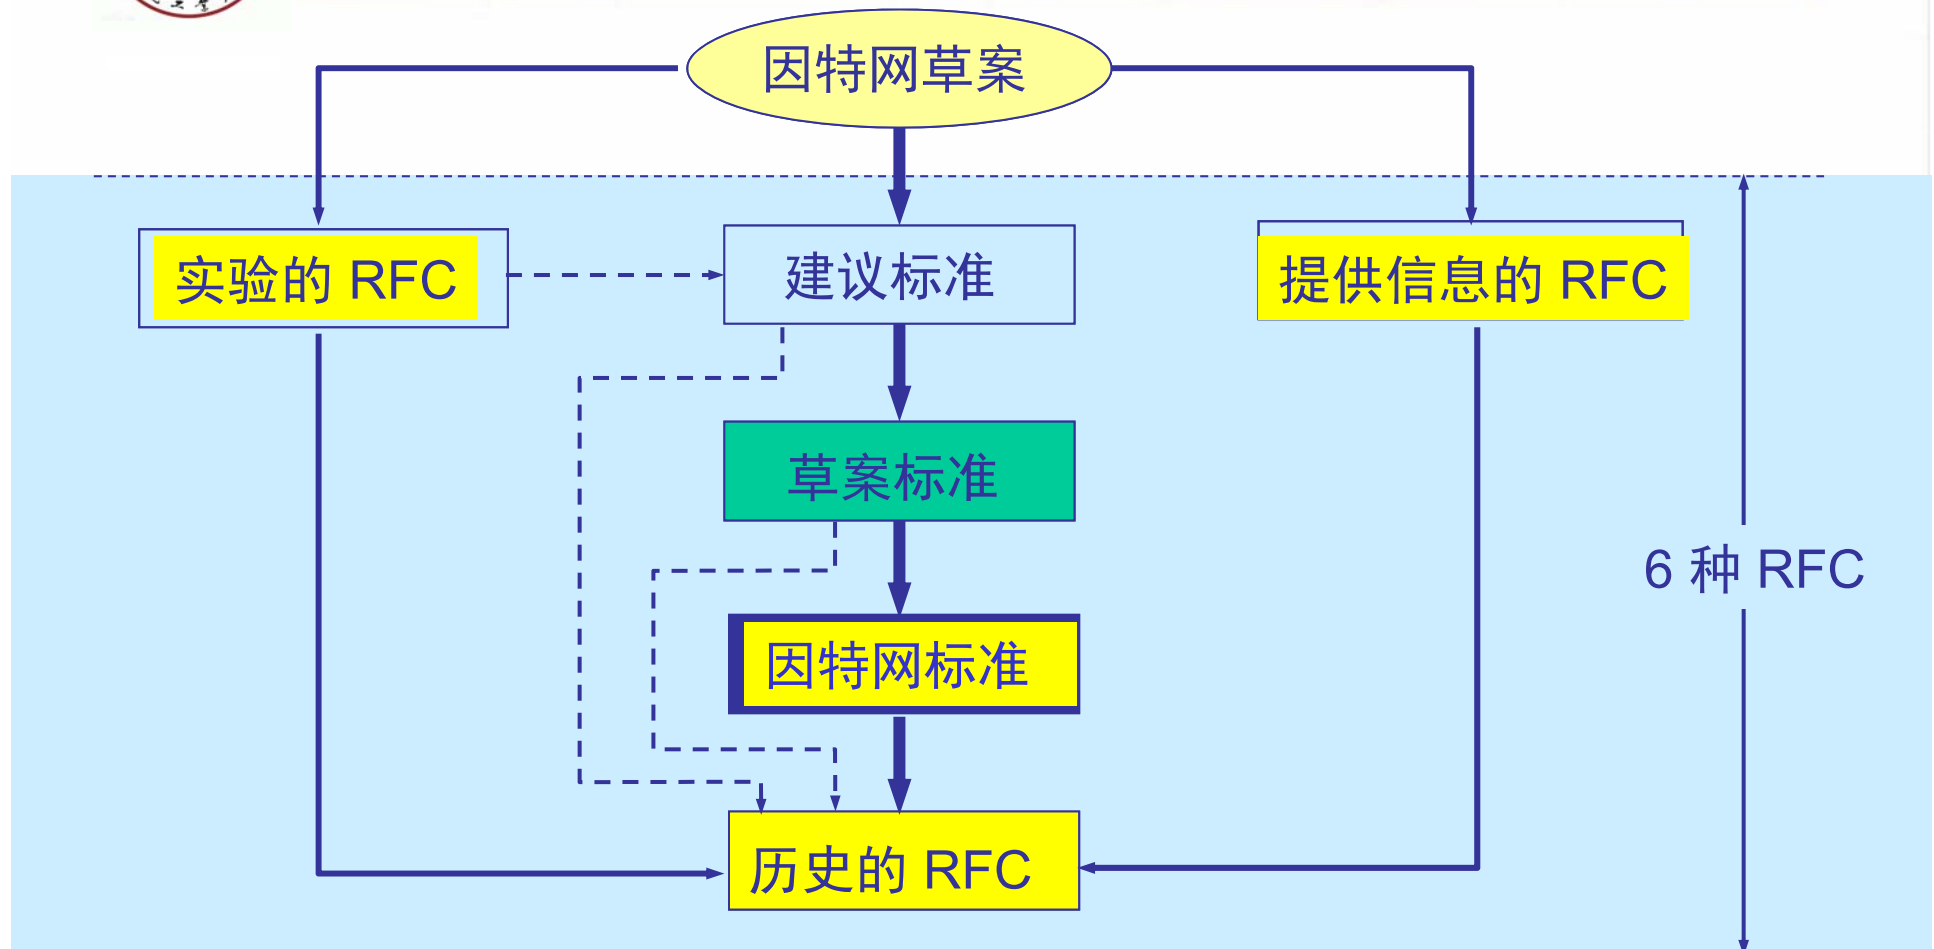 因特网草案
实验的 RFC
建议标准
提供信息的 RFC
草案标准
6 种 RFC
因特网标准
历史的 RFC